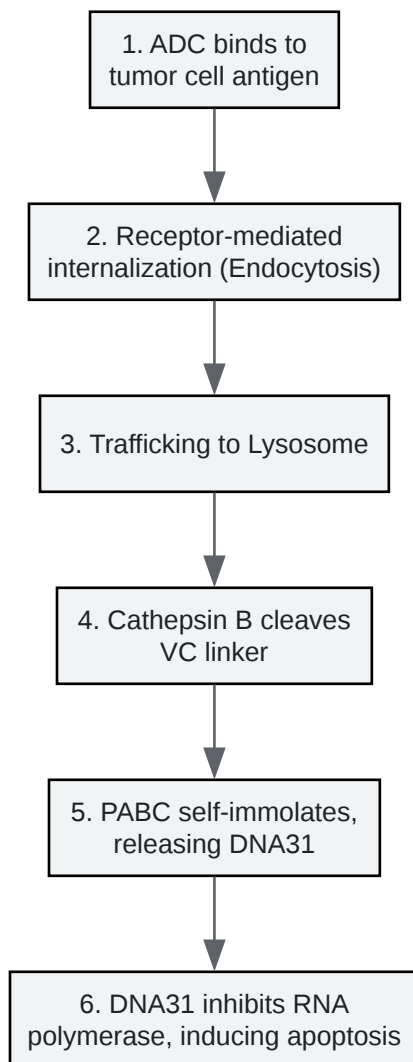 1. ADC binds to
tumor cell antigen
2. Receptor-mediated
internalization (Endocytosis)
3. Trafficking to Lysosome
4. Cathepsin B cleaves
VC linker
5. PABC self-immolates,
releasing DNA31
6. DNA31 inhibits RNA
polymerase, inducing apoptosis